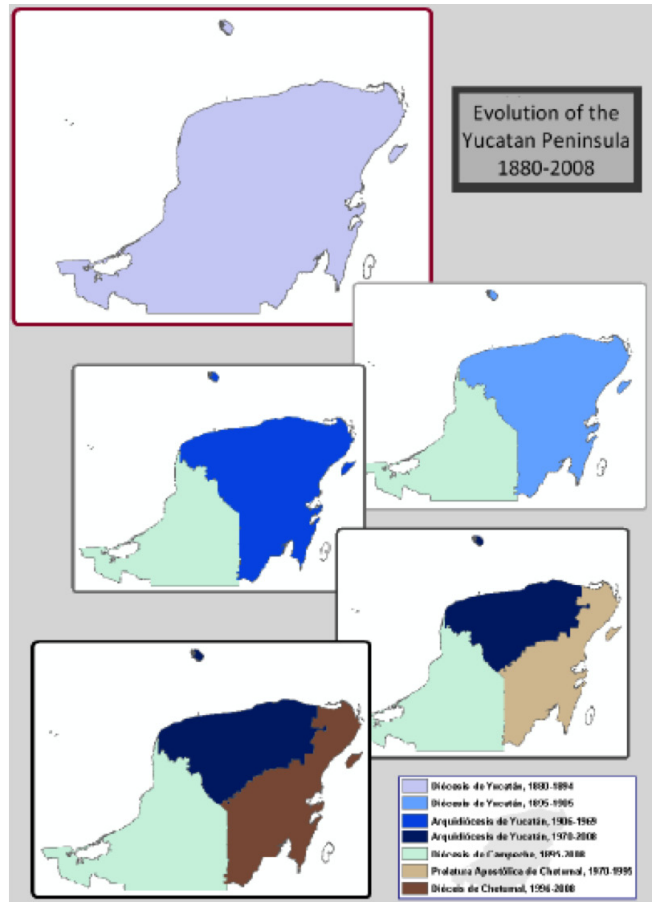 Evolution of the
Yucatan Peninsula
1880-2008
Diócesis de Yucatán, 1880-1894
Diócesis de Yucatán, 1895-1905
Arquidiócesis de Yucatán, 1906-1969
Arquidiócesis de Yucatán, 1970-2008
Diócesis de Campeche, 1895-2008
Prelatura Apostólica de Chetumal, 1970-1995
Diócesis de Chetumal, 1996-2008